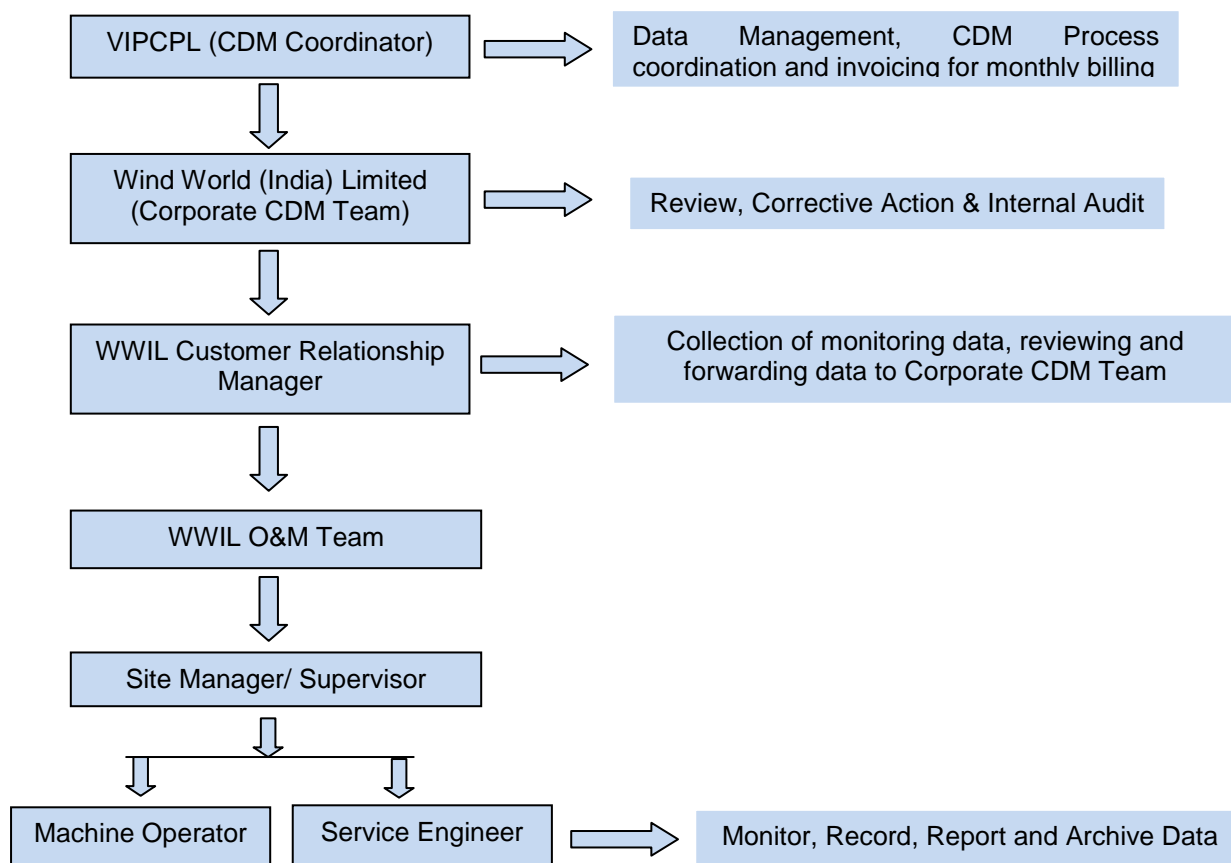 VIPCPL (CDM Coordinator)
Data Management, CDM Process
coordination and invoicing for monthly billing
Wind World (India) Limited
(Corporate CDM Team)
Review, Corrective Action & Internal Audit
WWIL Customer Relationship
Manager
Collection of monitoring data, reviewing and
forwarding data to Corporate CDM Team
WWIL O&M Team
Site Manager/ Supervisor
Machine Operator
Service Engineer
Monitor, Record, Report and Archive Data